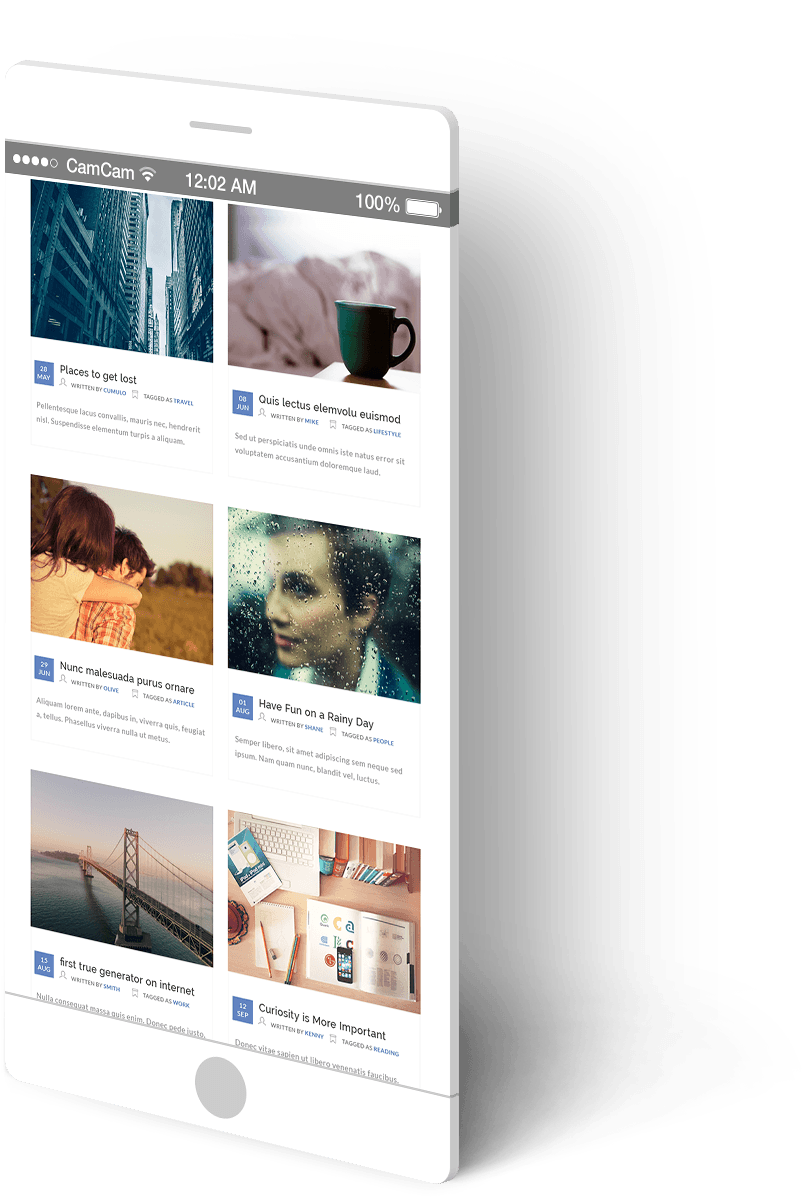 CamCam 12:02 AM 100%
28
MAY
Places to get lost
WRITTEN BY CUMULO TAGGED AS TRAVEL
Pellentesque lacus convallis, mauris nec, hendrerit
nisl. Suspendisse elementum turpis a aliquam.
08
JUN
Quis lectus elemvolu euismod
WRITTEN BY MIKE TAGGED AS LIFESTYLE
Sed ut perspiciatis unde omnis iste natus error sit
voluptatem accusantium doloremque laud.
29
JUN
Nunc malesuada purus ornare
WRITTEN BY OLIVE TAGGED AS ARTICLE
Aliquam lorem ante, dapibus in, viverra quis, feugiat
a, tellus. Phasellus viverra nulla ut metus.
01
AUG
Have Fun on a Rainy Day
WRITTEN BY SHANE TAGGED AS PEOPLE
Semper libero, sit amet adipiscing sem neque sed
ipsum. Nam quam nunc, blandit vel, luctus.
15
AUG
first true generator on internet
WRITTEN BY SMITH TAGGED AS WORK
Nulla consequat massa quis enim. Donec pede justo,
12
SEP
Curiosity is More Important
WRITTEN BY KENNY TAGGED AS READING
Donec vitae sapien ut libero venenatis faucibus.